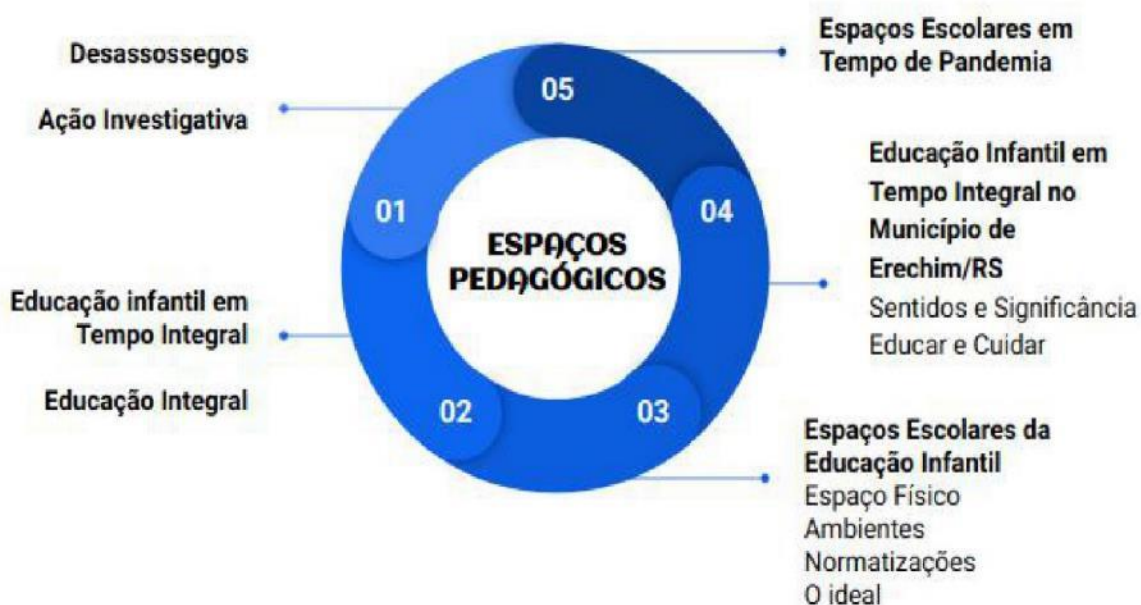 Desassossegos
Ação Investigativa
01
Educação infantil em
Tempo Integral
Educação Integral
02
ESPAÇOS
PEDAGÓGICOS
03
Espaços Escolares da
Educação Infantil
Espaço Físico
Ambientes
Normatizações
O ideal
04
Educação Infantil em
Tempo Integral no
Município de
Erechim/RS
Sentidos e Significância
Educar e Cuidar
05
Espaços Escolares em
Tempo de Pandemia